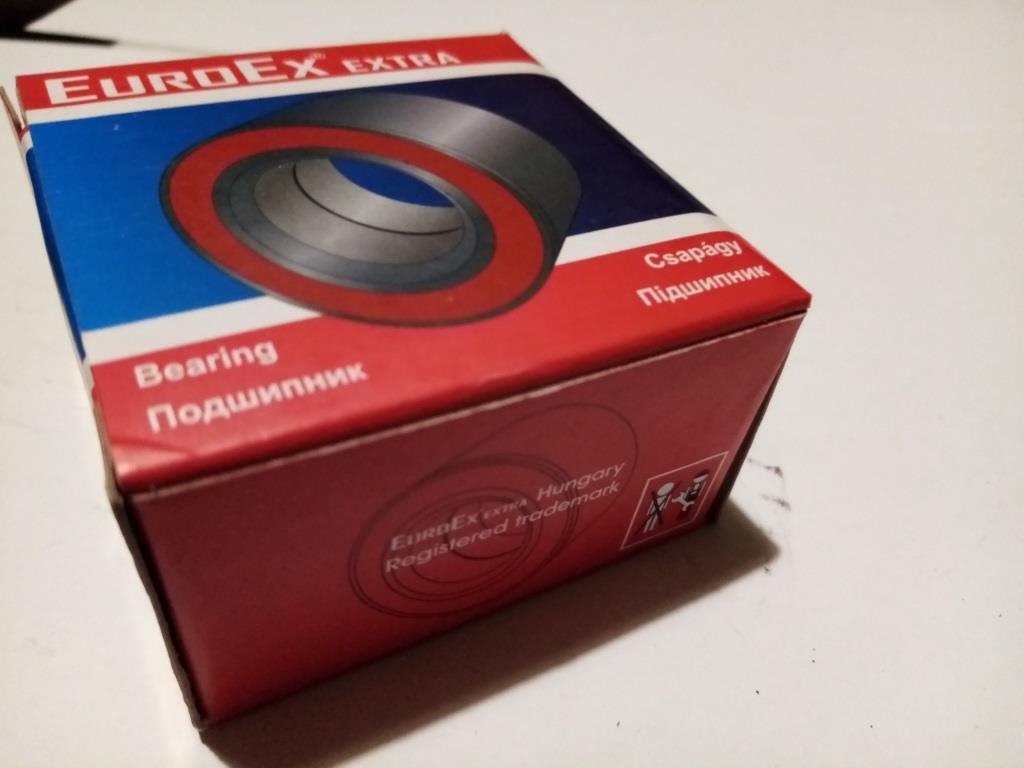 EUROEX® EXTRA
Csapágy
Підшипник
Bearing
Подшипник
EUROEX EXTRA Hungary
Registered trademark